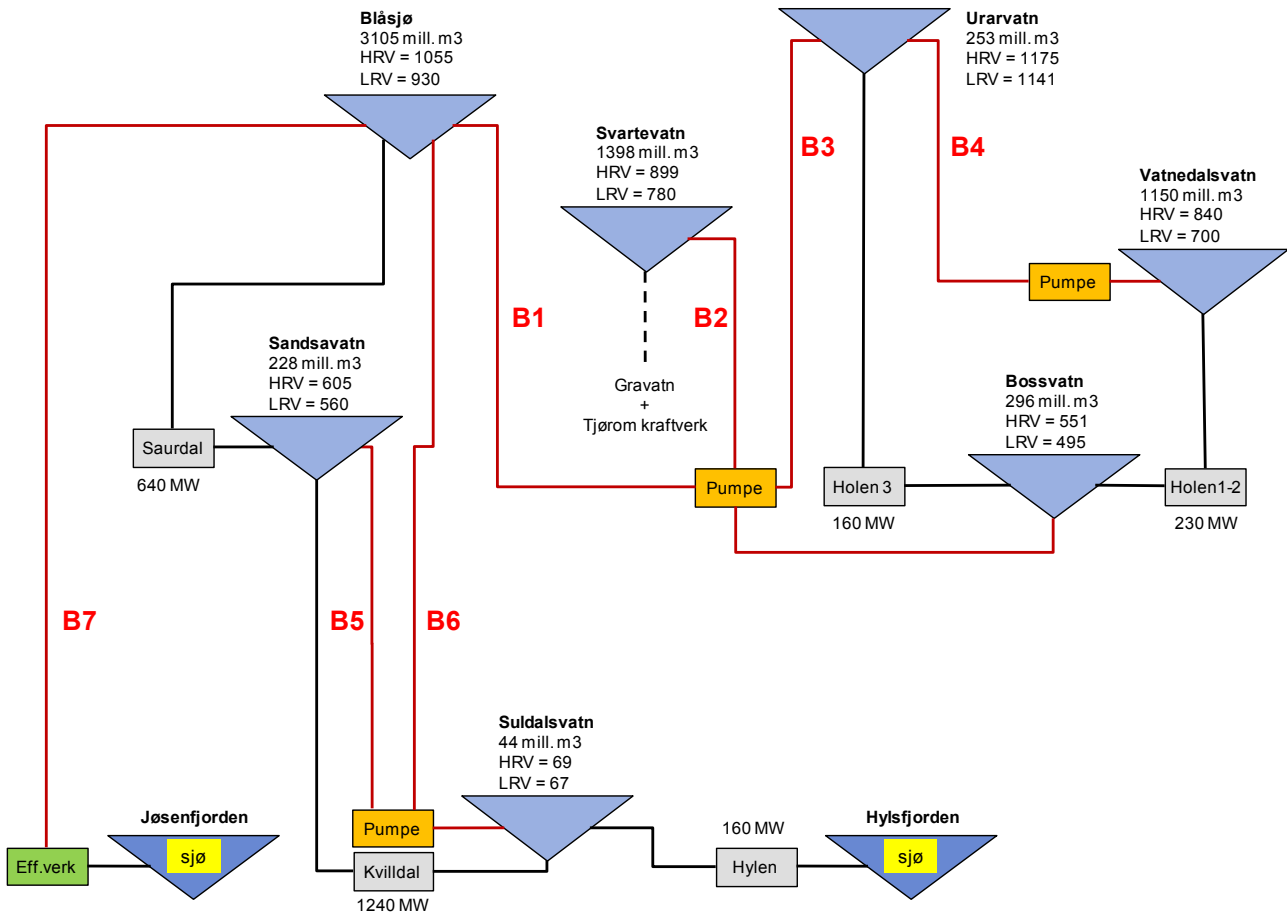 Blåsjø
3105 mill. m3
HRV = 1055
LRV = 930
Urarvatn
253 mill. m3
HRV = 1175
LRV = 1141
Svartevatn
1398 mill. m3
HRV = 899
LRV = 780
B3
B4
Vatnedalsvatn
1150 mill. m3
HRV = 840
LRV = 700
Pumpe
B1
B2
Sandsavatn
228 mill. m3
HRV = 605
LRV = 560
Gravatn
+
Tjørom kraftverk
Bossvatn
296 mill. m3
HRV = 551
LRV = 495
Saurdal
640 MW
Pumpe
Holen 3
160 MW
Holen1-2
230 MW
B7
B5
B6
Suldalsvatn
44 mill. m3
HRV = 69
LRV = 67
Jøsenfjorden
sjø
Eff.verk
Pumpe
Kvilldal
1240 MW
160 MW
Hylen
Hylsfjorden
sjø